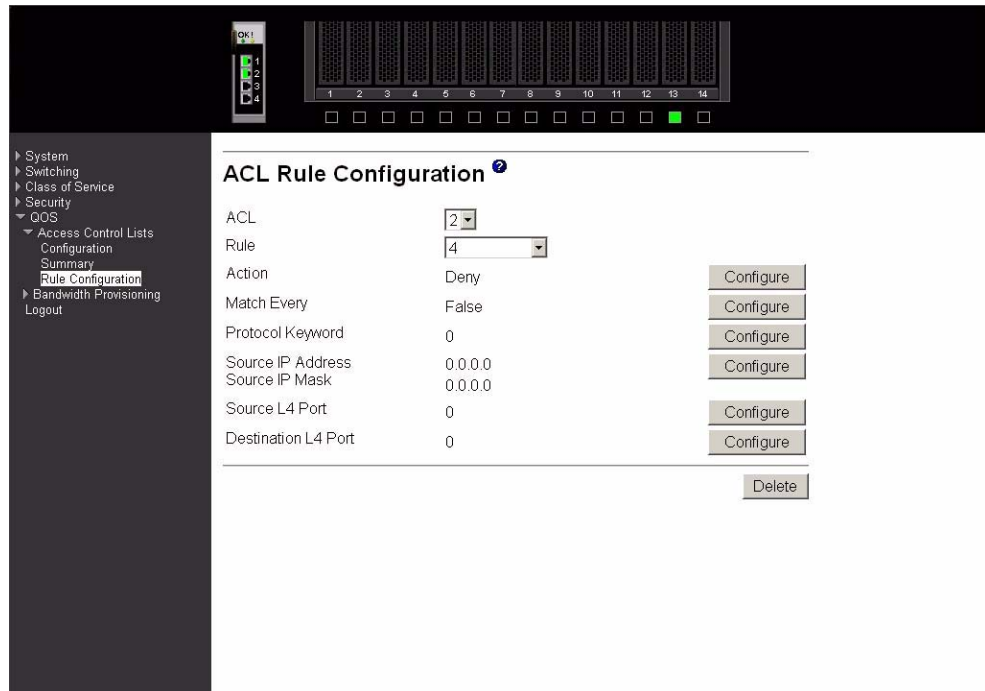 OK!
1
2
3
4
1 2 3 4 5 6 7 8 9 10 11 12 13 14
System
Switching
Class of Service
Security
QOS
Access Control Lists
Configuration
Summary
Rule Configuration
Bandwidth Provisioning
Logout
ACL Rule Configuration ?
ACL 2
Rule 4
Action Deny Configure
Match Every False Configure
Protocol Keyword 0 Configure
Source IP Address 0.0.0.0 Configure
Source IP Mask 0.0.0.0
Source L4 Port 0 Configure
Destination L4 Port 0 Configure
Delete